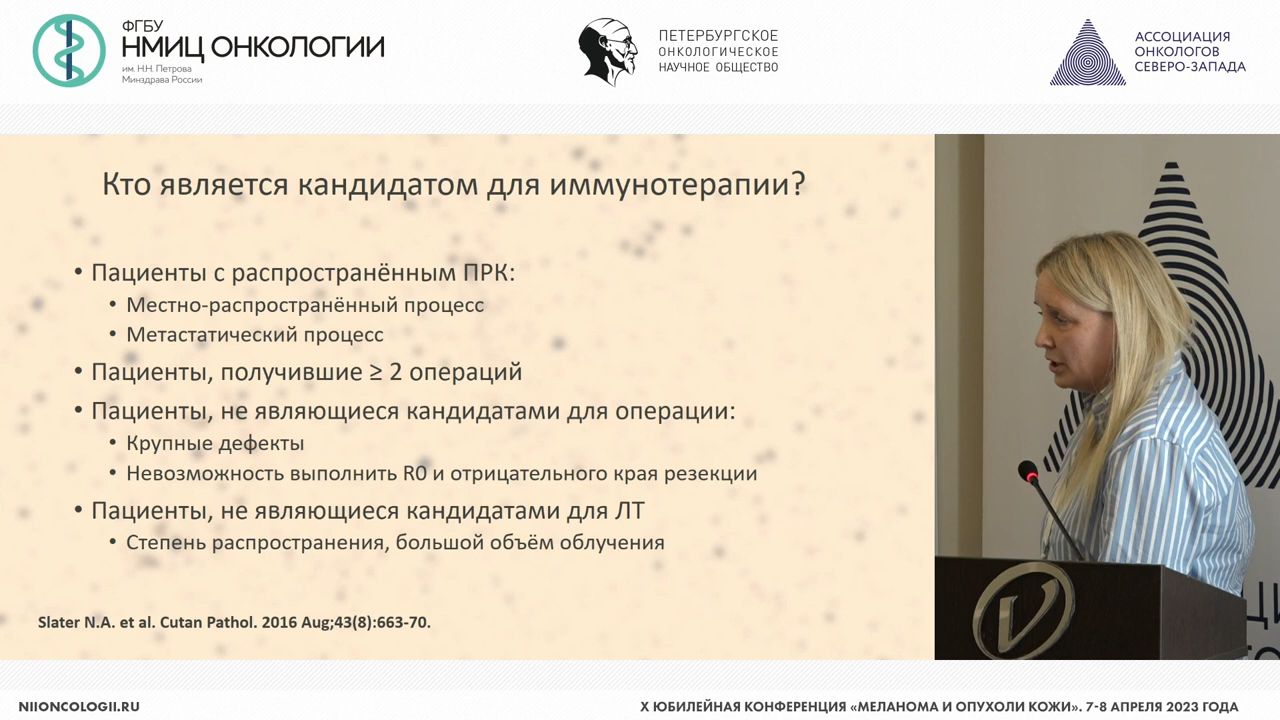 ФГБУ
НМИЦ ОНКОЛОГИИ
им. Н.Н. Петрова
Минздрава России
ПЕТЕРБУРГСКОЕ
ОНКОЛОГИЧЕСКОЕ
НАУЧНОЕ ОБЩЕСТВО
АССОЦИАЦИЯ
ОНКОЛОГОВ
СЕВЕРО-ЗАПАДА
Кто является кандидатом для иммунотерапии?
• Пациенты с распространённым ПРК:
• Местно-распространённый процесс
• Метастатический процесс
• Пациенты, получившие ≥ 2 операций
• Пациенты, не являющиеся кандидатами для операции:
• Крупные дефекты
• Невозможность выполнить R0 и отрицательного края резекции
• Пациенты, не являющиеся кандидатами для ЛТ
• Степень распространения, большой объём облучения
Slater N.A. et al. Cutan Pathol. 2016 Aug;43(8):663-70.
NIIONCOLOGII.RU
X ЮБИЛЕЙНАЯ КОНФЕРЕНЦИЯ «МЕЛАНОМА И ОПУХОЛИ КОЖИ». 7-8 АПРЕЛЯ 2023 ГОДА